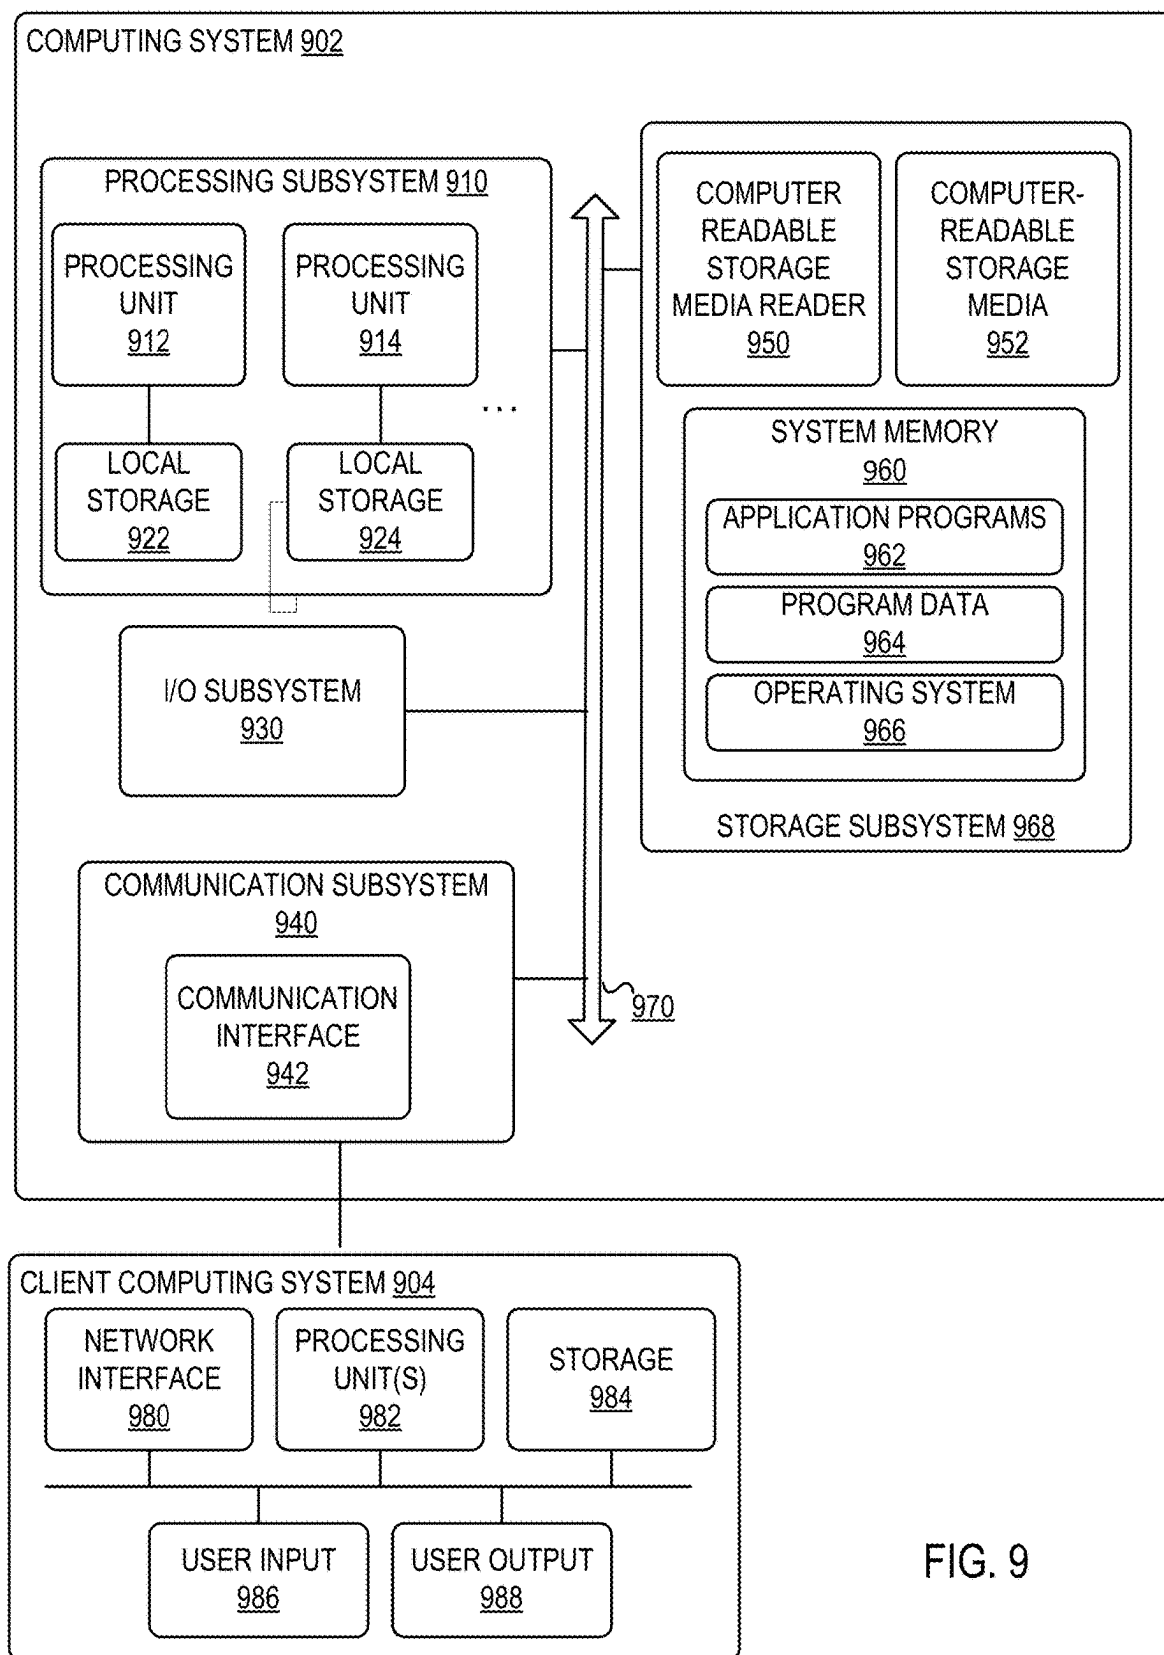 COMPUTING SYSTEM 902
PROCESSING SUBSYSTEM 910
PROCESSING
UNIT
912
PROCESSING
UNIT
914
...
LOCAL
STORAGE
922
LOCAL
STORAGE
924
I/O SUBSYSTEM
930
COMMUNICATION SUBSYSTEM
940
COMMUNICATION
INTERFACE
942
970
COMPUTER
READABLE
STORAGE
MEDIA READER
950
COMPUTER-
READABLE
STORAGE
MEDIA
952
SYSTEM MEMORY
960
APPLICATION PROGRAMS
962
PROGRAM DATA
964
OPERATING SYSTEM
966
STORAGE SUBSYSTEM 968
CLIENT COMPUTING SYSTEM 904
NETWORK
INTERFACE
980
PROCESSING
UNIT(S)
982
STORAGE
984
USER INPUT
986
USER OUTPUT
988
FIG. 9